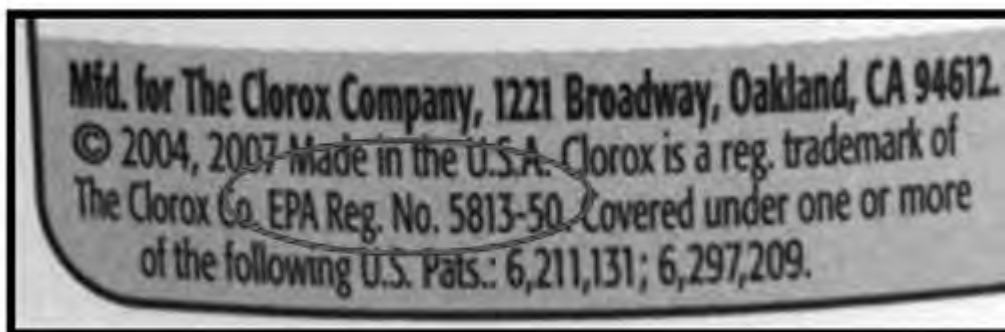 Mfd. for The Clorox Company, 1221 Broadway, Oakland, CA 94612.
© 2004, 2007 Made in the U.S.A. Clorox is a reg. trademark of
The Clorox Co. EPA Reg. No. 5813-50 Covered under one or more
of the following U.S. Pats.: 6,211,131; 6,297,209.